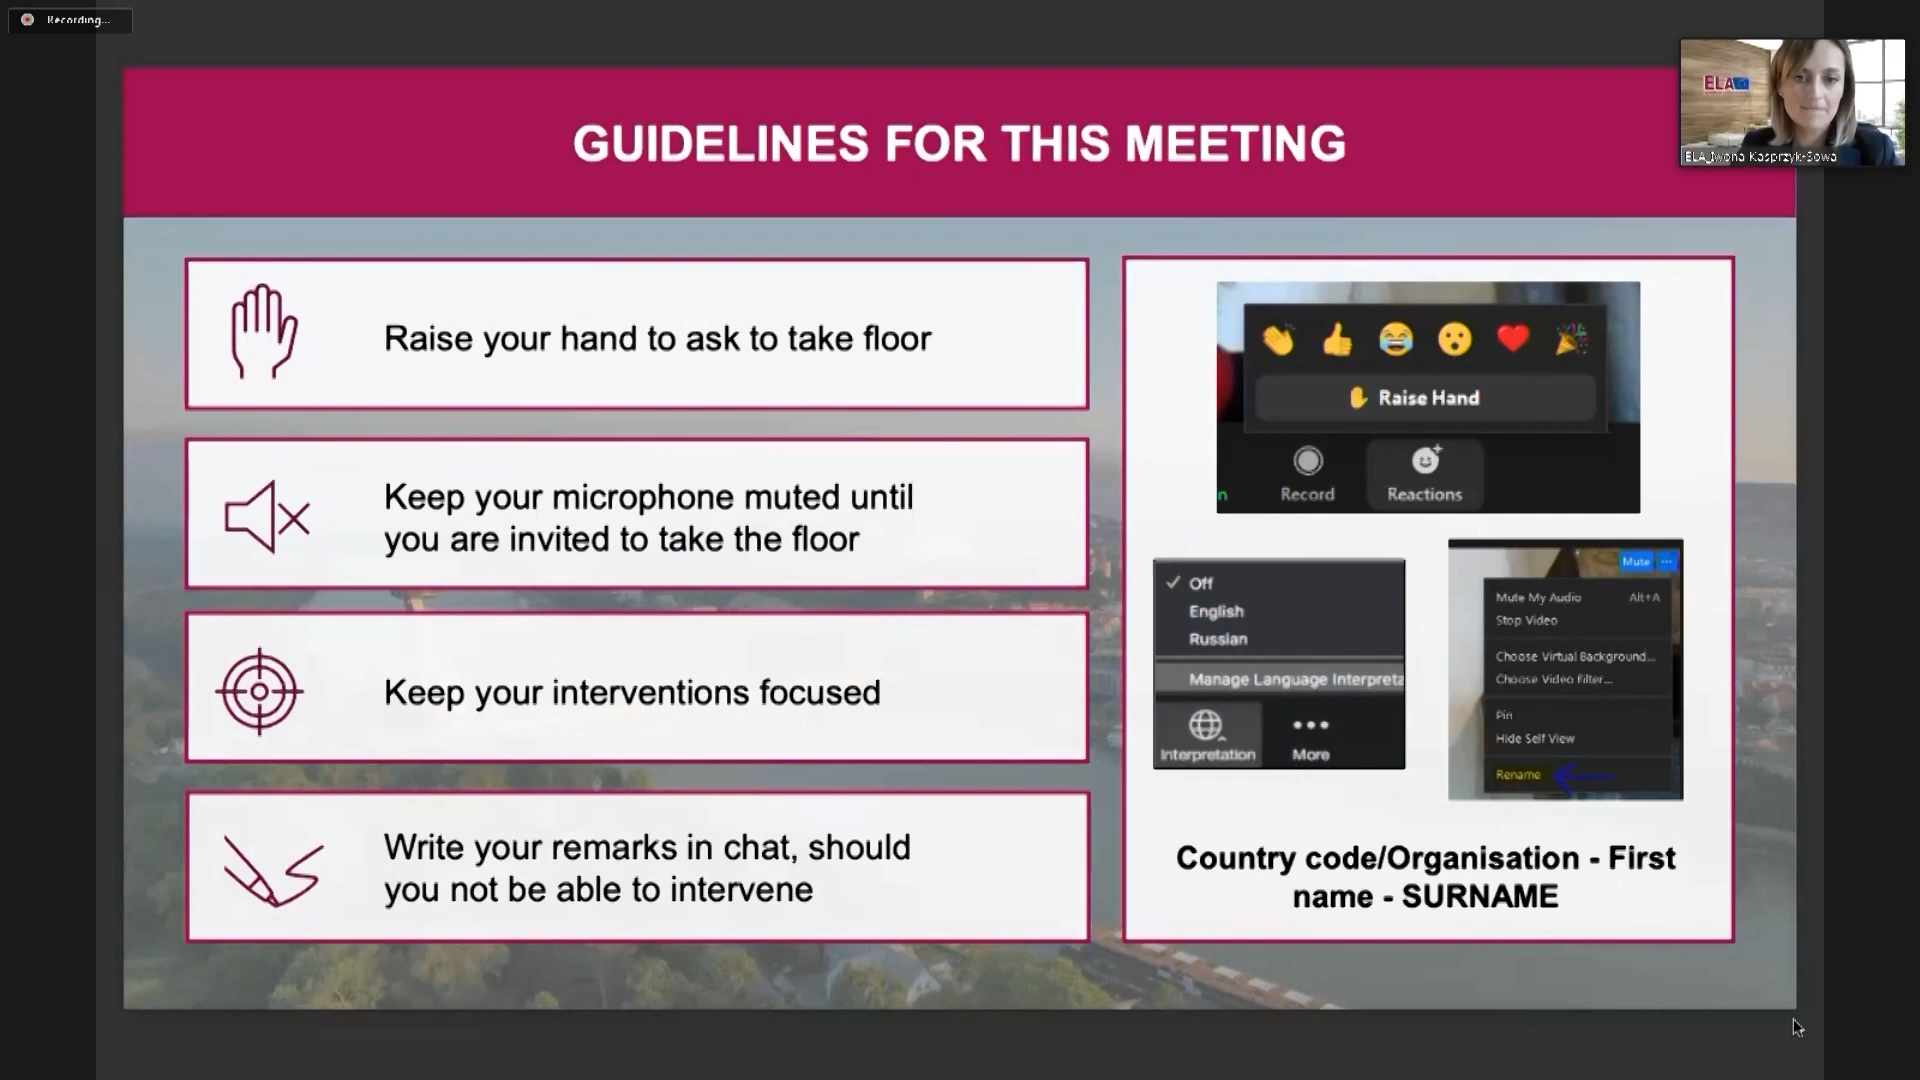 Recording...
GUIDELINES FOR THIS MEETING
ELA
ELA_Iwona Kasprzyk-Sowa
Raise your hand to ask to take floor
Keep your microphone muted until
you are invited to take the floor
Keep your interventions focused
Write your remarks in chat, should
you not be able to intervene
Raise Hand
n
Record
Reactions
Off
English
Russian
Manage Language Interpreta
Interpretation
More
Mute
...
Mute My Audio Alt+A
Stop Video
Choose Virtual Background...
Choose Video Filter...
Pin
Hide Self View
Rename
Country code/Organisation - First
name - SURNAME